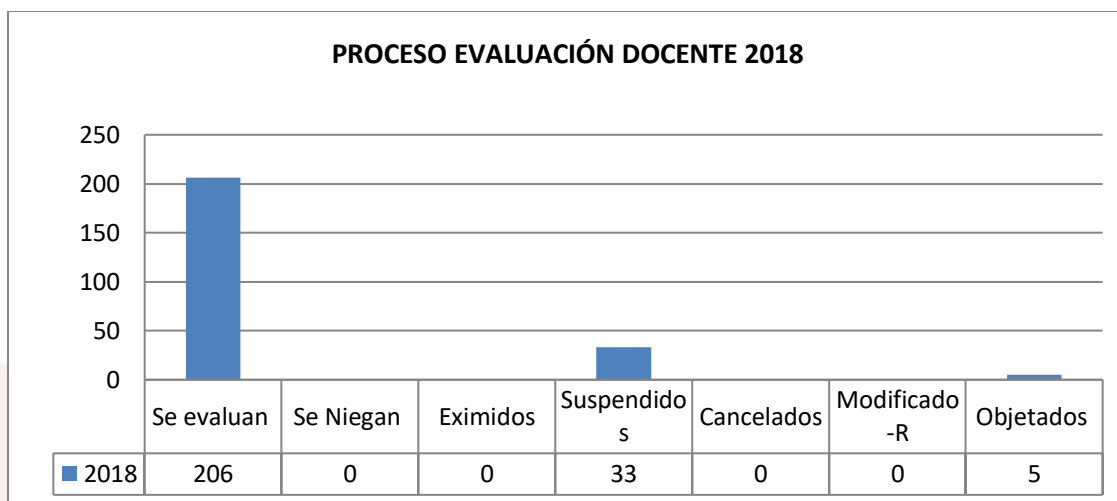 PROCESO EVALUACIÓN DOCENTE 2018
250
200
150
100
50
0
Se evaluan Se Niegan Eximidos Suspendido
s Cancelados Modificado
-R Objetados
2018 206 0 0 33 0 0 5